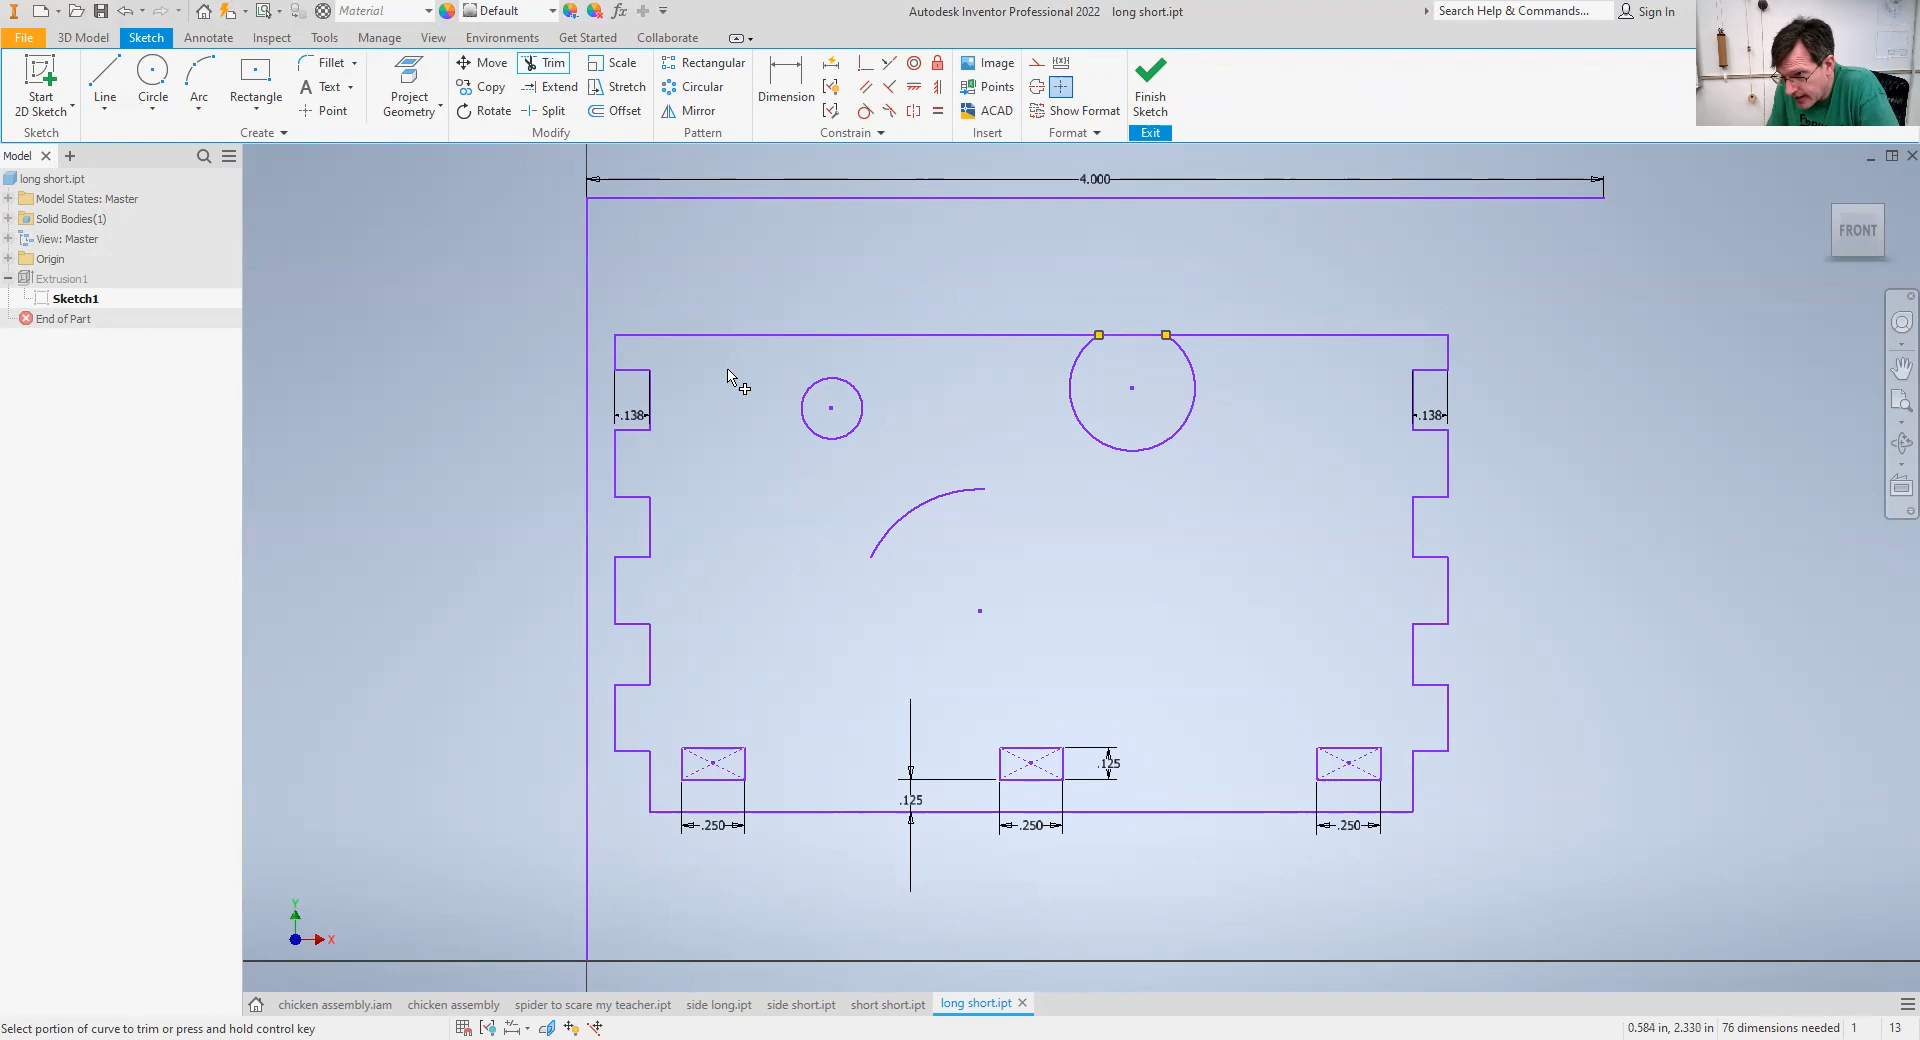 Material
Default
fx
Autodesk Inventor Professional 2022 long short.ipt
Search Help & Commands...
Sign In
File 3D Model Sketch Annotate Inspect Tools Manage View Environments Get Started Collaborate
Start
2D Sketch
Line Circle Arc Rectangle
Fillet
Text
Point
Project
Geometry
Move Trim Scale
Copy Extend Stretch
Rotate Split Offset
Rectangular
Circular
Mirror
Dimension
Image
Points
ACAD
Show Format
Finish
Sketch
Sketch Create Modify Pattern Constrain Insert Format Exit
Model
long short.ipt
Model States: Master
Solid Bodies(1)
View: Master
Origin
Extrusion1
Sketch1
End of Part
4.000
FRONT
.138 .138
.125
.125
.250 .250 .250
Y
X
chicken assembly.iam chicken assembly spider to scare my teacher.ipt side long.ipt side short.ipt short short.ipt long short.ipt
Select portion of curve to trim or press and hold control key
0.584 in, 2.330 in 76 dimensions needed 1 13